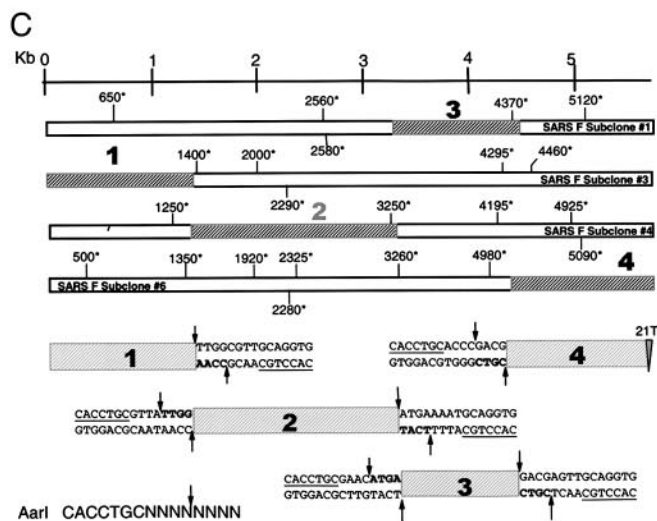 C
Kb 0 1 2 3 4 5
650* 2560* 3 4370* 5120*
SARS F Subclone #1
1 1400* 2000* 2580* 4295* 4460*
SARS F Subclone #3
1250* 2290* 2 3250* 4195* 4925*
SARS F Subclone #4
500* 1350* 1920* 2325* 3260* 4980* 5090* 4
SARS F Subclone #6
2280*
21T
1 TTGGCGTTGCAGGTG CACCTGCACCCGACG 4
AACCGCAACGTCCAC GTGGACGTGGGCTGC
CACCTGCGTTATTGG 2 ATGAAAATGCAGGTG
GTGGACGCAATAACC TACTTTTACGTCCAC
CACCTGCGAACATGA 3 GACGAGTTGCAGGTG
GTGGACGCTTGTACT CTGCTCAACGTCCAC
AarI CACCTGCNNNNNNNN